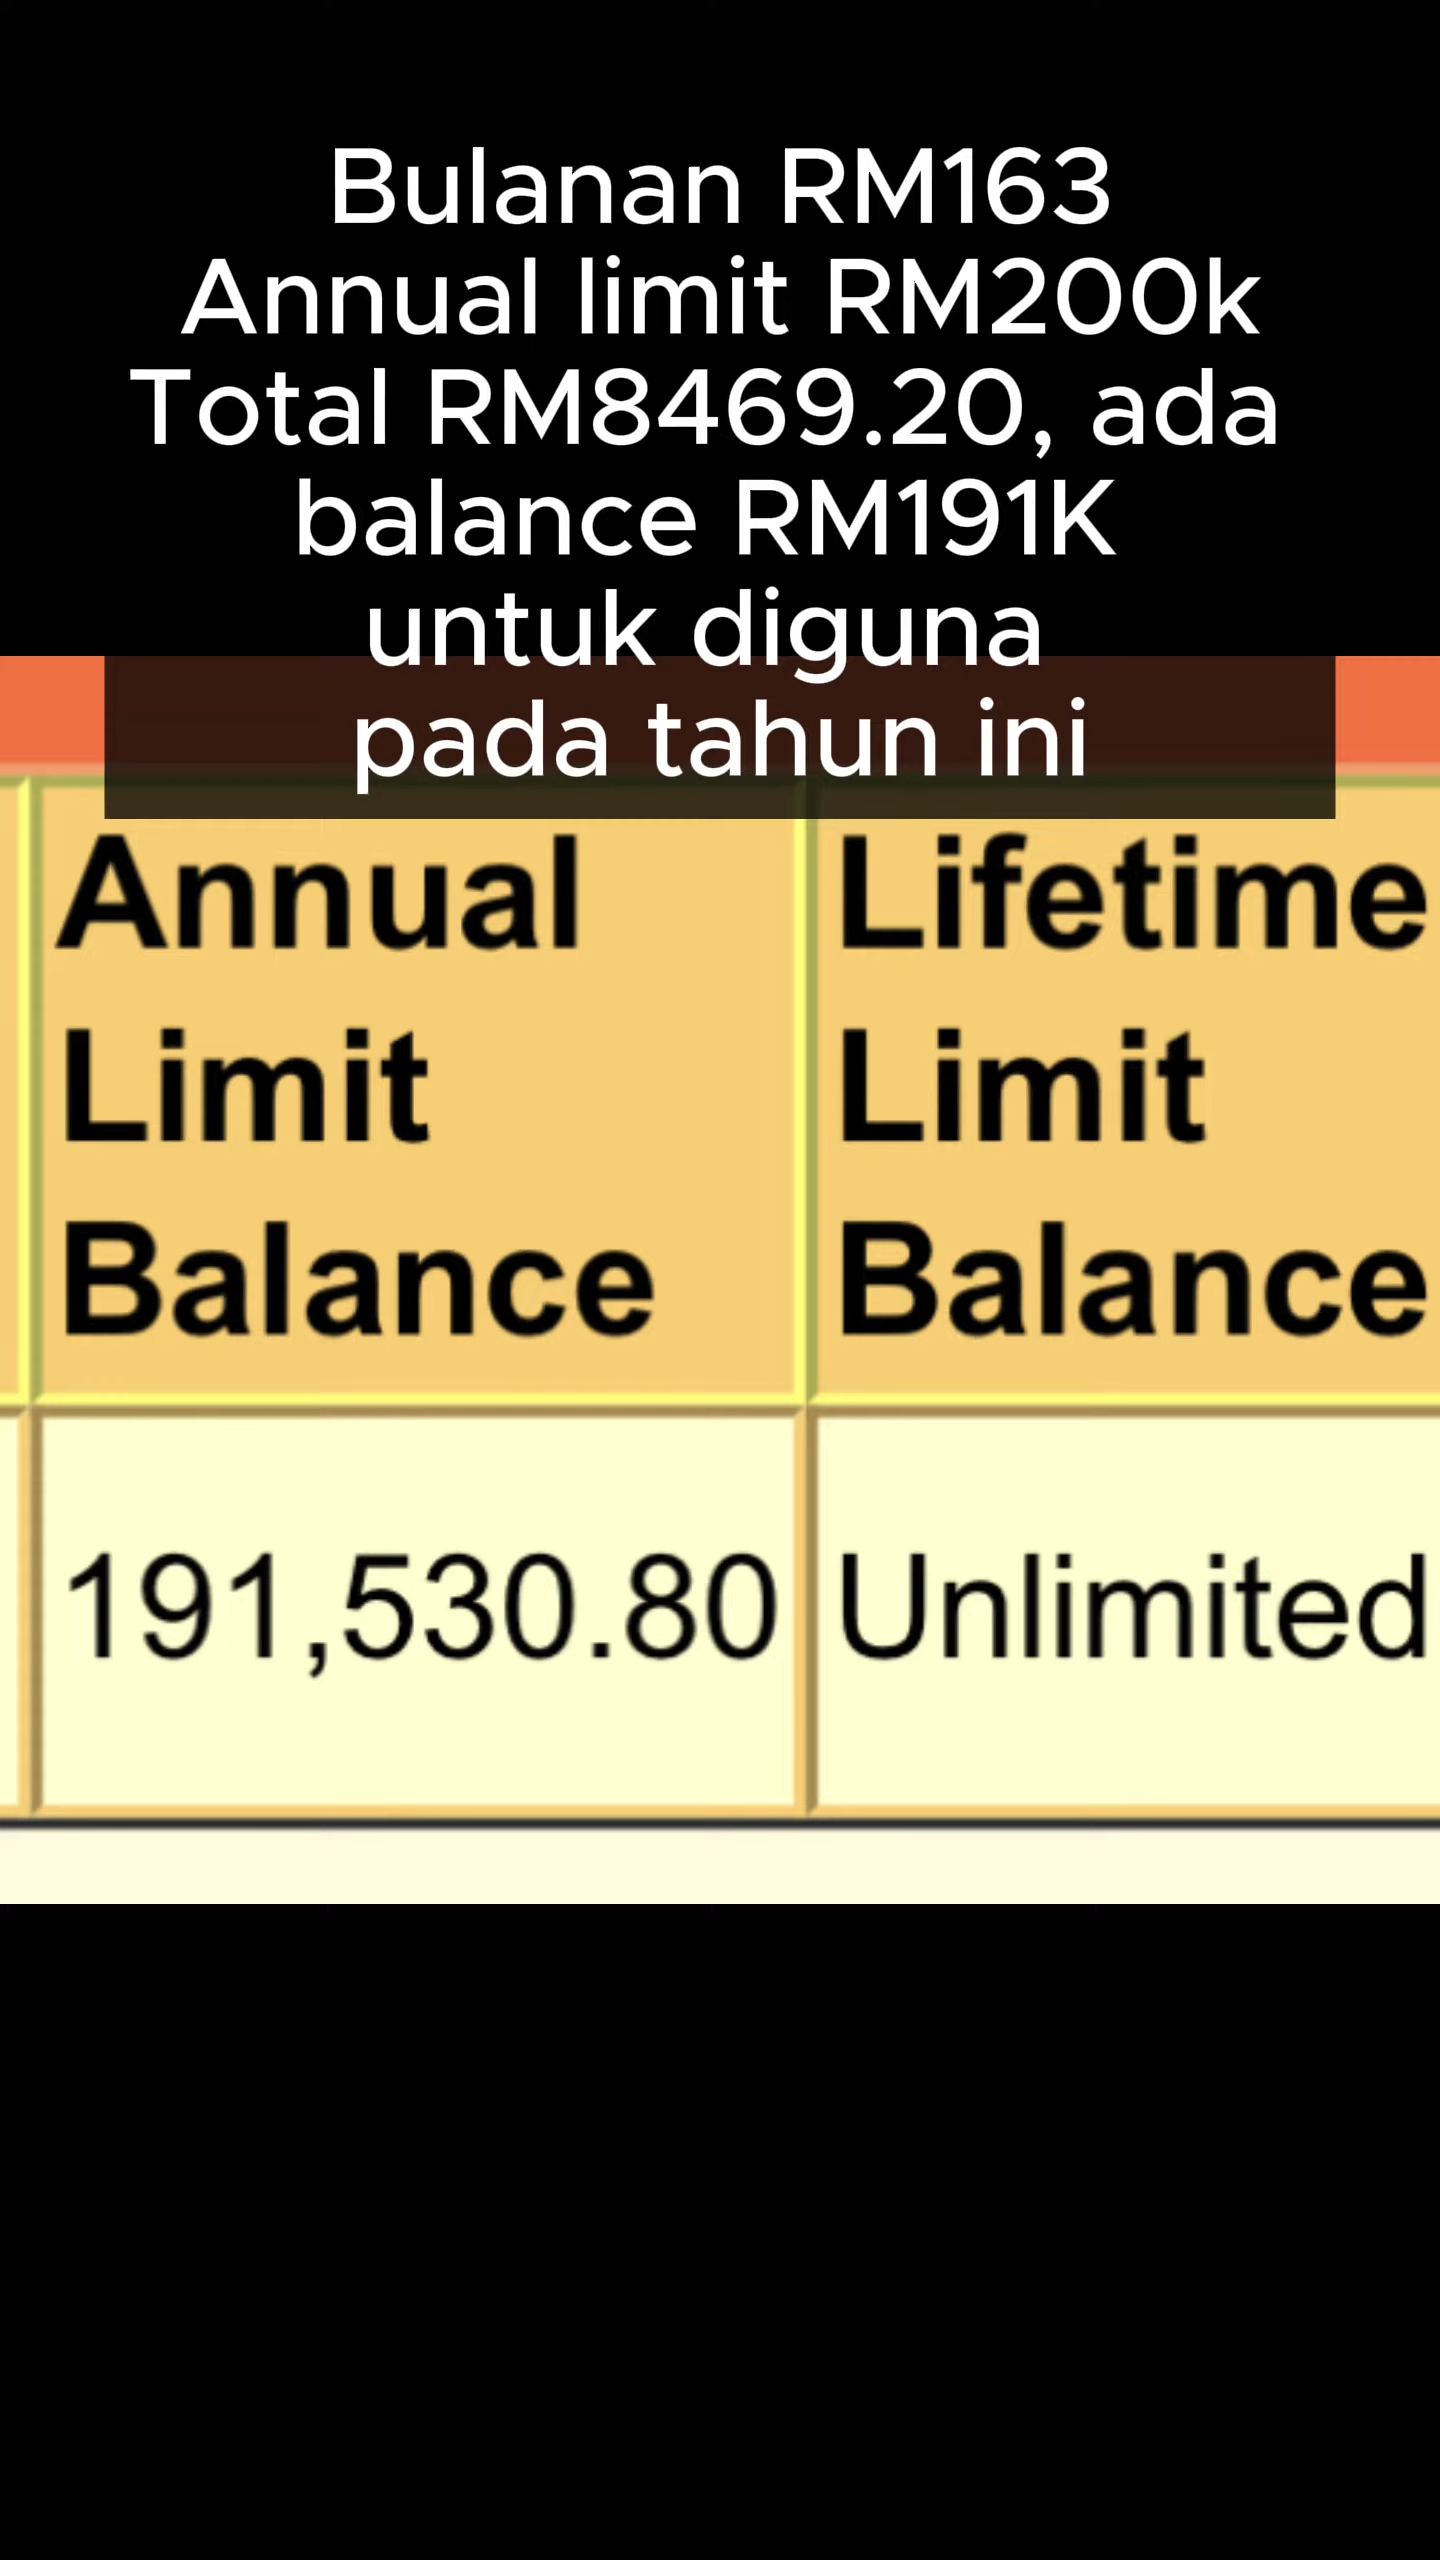 Bulanan RM163
Annual limit RM200k
Total RM8469.20, ada
balance RM191K
untuk diguna
pada tahun ini
Annual Limit Balance
Lifetime Limit Balance
191,530.80
Unlimited